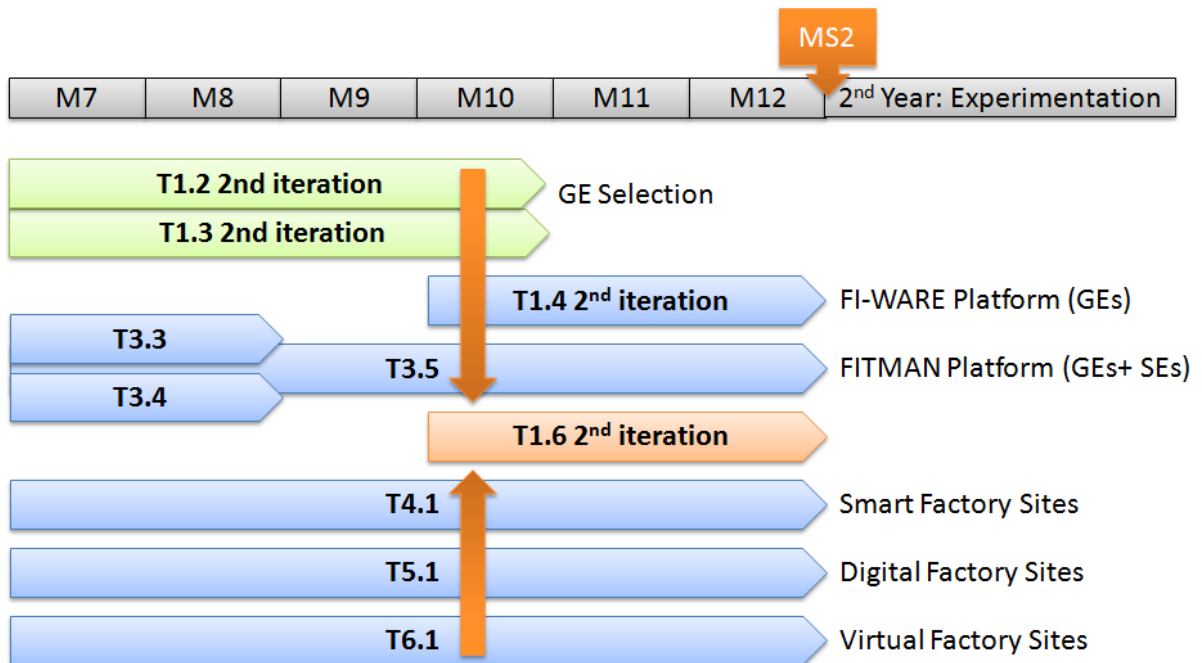 MS2
M7 M8 M9 M10 M11 M12 2nd Year: Experimentation
T1.2 2nd iteration
GE Selection
T1.3 2nd iteration
T1.4 2nd iteration FI-WARE Platform (GEs)
T3.3
T3.5 FITMAN Platform (GEs+ SEs)
T3.4
T1.6 2nd iteration
T4.1 Smart Factory Sites
T5.1 Digital Factory Sites
T6.1 Virtual Factory Sites